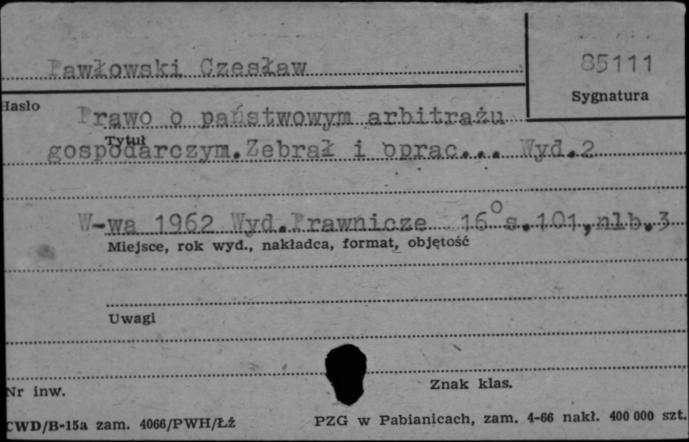 Pawłowski Czesław
85111
Hasło
Sygnatura
Prawo o państwowym arbitrażu
Tytuł
gospodarczym.Zebrał i oprac... Wyd.2
W-wa 1962 Wyd.Prawnicze 16° s.101,nlb.3
Miejsce, rok wyd., nakładca, format, objętość
Uwagi
Nr inw.
Znak klas.
CWD/B-15a zam. 4066/PWH/Łż
PZG w Pabianicach, zam. 4-66 nakł. 400 000 szt.